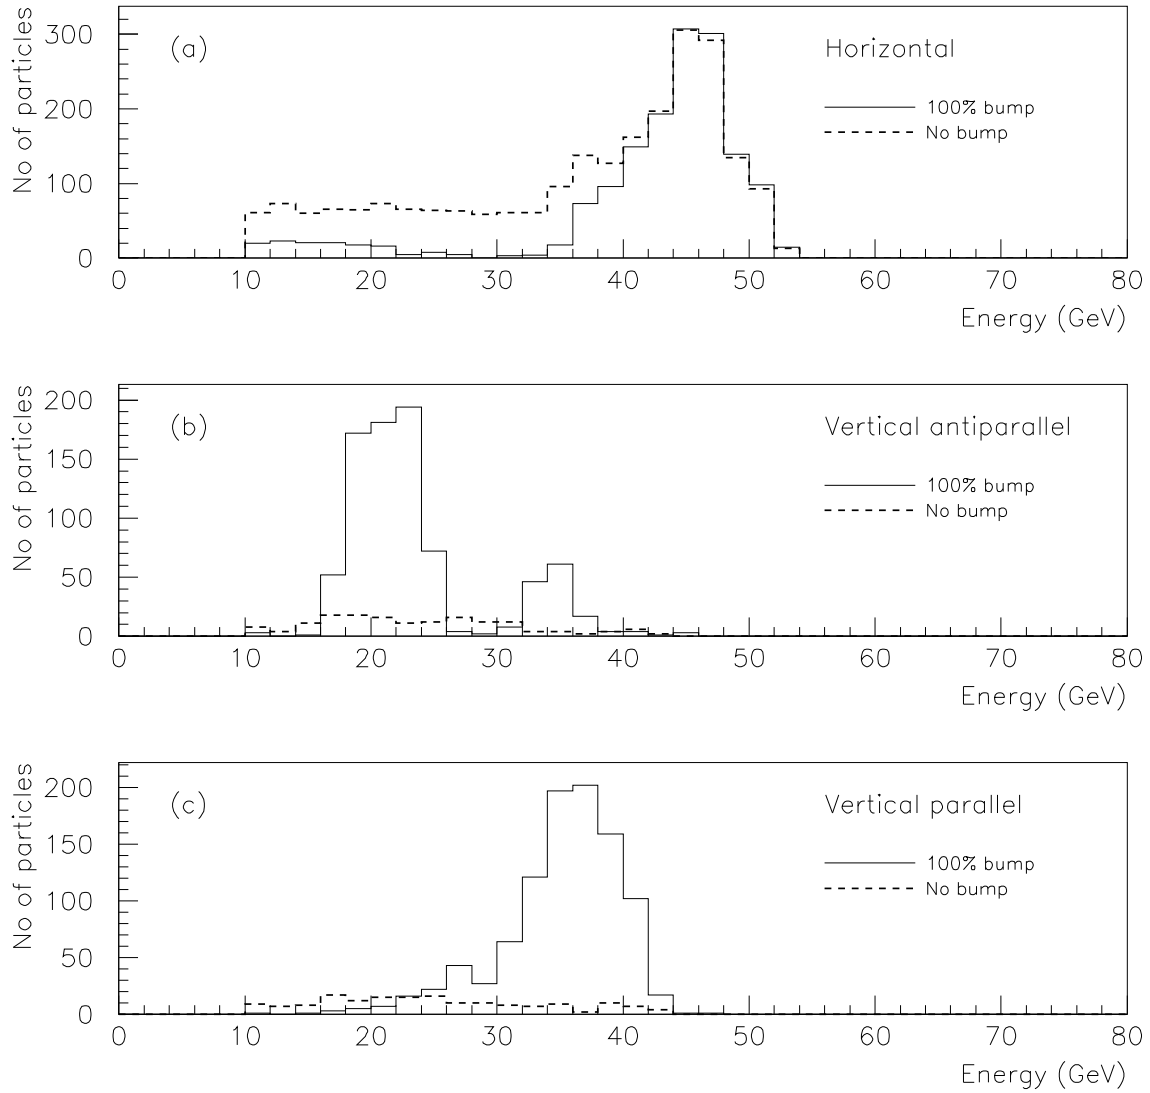 No of particles
300
200
100
0
(a)
Horizontal
100% bump
No bump
0 10 20 30 40 50 60 70 80
Energy (GeV)
No of particles
200
150
100
50
0
(b)
Vertical antiparallel
100% bump
No bump
0 10 20 30 40 50 60 70 80
Energy (GeV)
No of particles
200
150
100
50
0
(c)
Vertical parallel
100% bump
No bump
0 10 20 30 40 50 60 70 80
Energy (GeV)